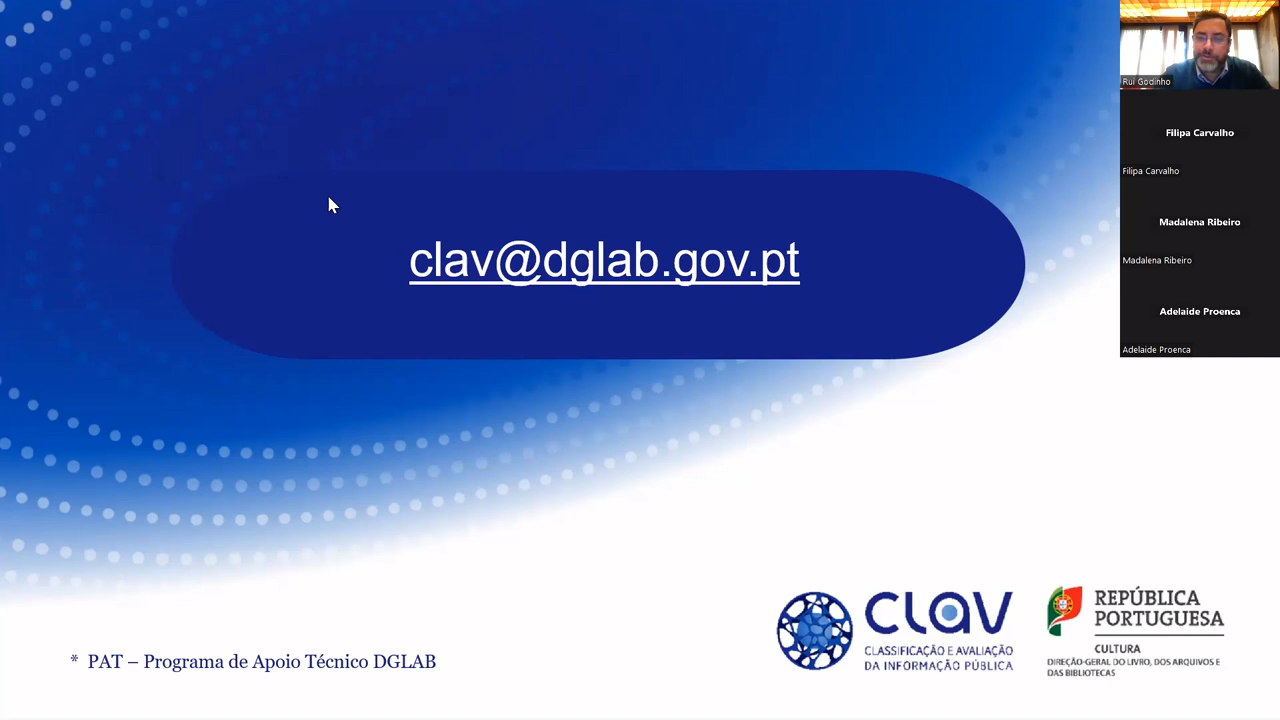 clav@dglab.gov.pt
Rui Godinho
Filipa Carvalho
Filipa Carvalho
Madalena Ribeiro
Madalena Ribeiro
Adelaide Proenca
Adelaide Proenca
* PAT – Programa de Apoio Técnico DGLAB
CLAV
CLASSIFICAÇÃO E AVALIAÇÃO
DA INFORMAÇÃO PÚBLICA
REPÚBLICA
PORTUGUESA
CULTURA
DIREÇÃO-GERAL DO LIVRO, DOS ARQUIVOS E
DAS BIBLIOTECAS